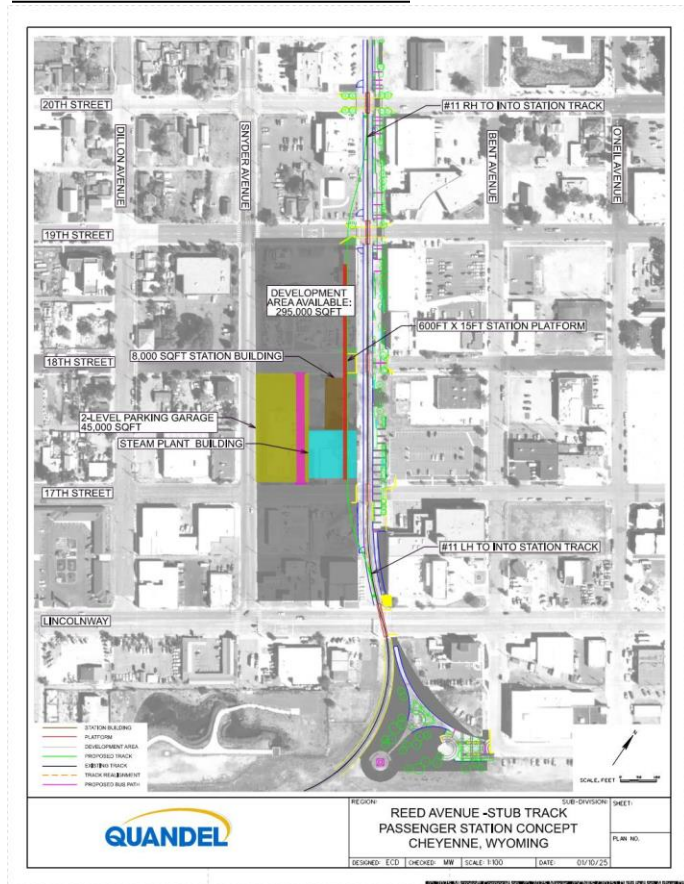 20TH STREET
#11 RH TO INTO STATION TRACK
DILLON AVENUE
SNYDER AVENUE
BENT AVENUE
O'NEIL AVENUE
19TH STREET
DEVELOPMENT
AREA AVAILABLE:
295,000 SQFT
600FT X 15FT STATION PLATFORM
8,000 SQFT STATION BUILDING
18TH STREET
2-LEVEL PARKING GARAGE
45,000 SQFT
STEAM PLANT BUILDING
17TH STREET
#11 LH TO INTO STATION TRACK
LINCOLNWAY
STATION BUILDING
PLATFORM
DEVELOPMENT AREA
PROPOSED TRACK
EXISTING TRACK
TRACK REALIGNMENT
PROPOSED BUS PATH
SCALE, FEET
QUANDEL
REGION:
SUB-DIVISION:
SHEET:
REED AVENUE -STUB TRACK
PASSENGER STATION CONCEPT
CHEYENNE, WYOMING
PLAN NO.
DESIGNED: ECD CHECKED: MW SCALE: 1:100 DATE: 01/10/25